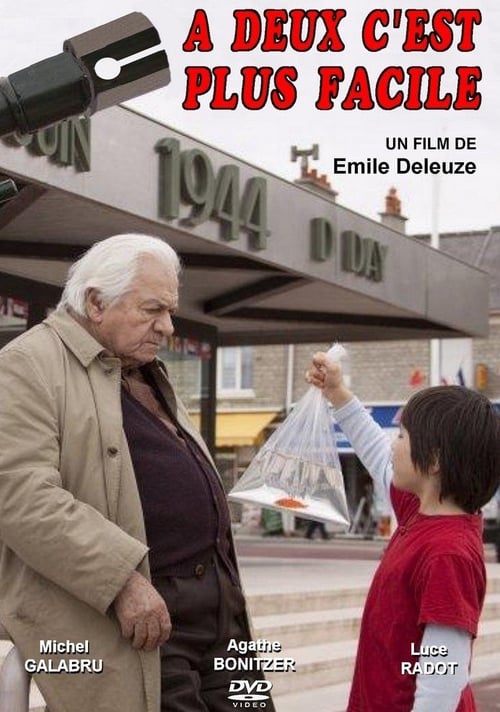 A DEUX C'EST
PLUS FACILE
UN FILM DE
Emile Deleuze
JUIN 1944 D DAY
Michel
GALABRU
Agathe
BONITZER
Luce
RADOT
DVD
VIDEO